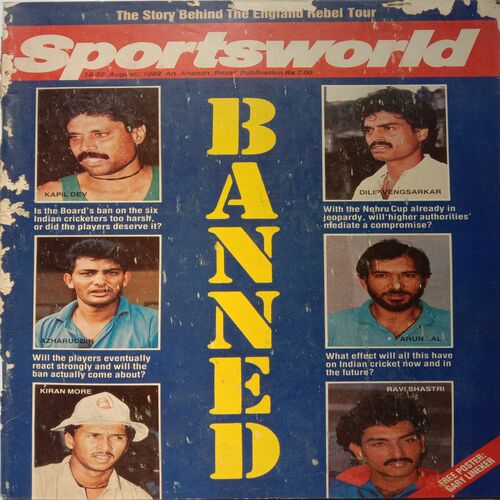 The Story Behind The England Rebel Tour
Sportsworld
16-22 August, 1989 An Ananda Bazar Publication Rs 7.00
BANNED
KAPIL DEV
Is the Board's ban on the six
Indian cricketers too harsh,
or did the players deserve it?
DILIP VENGSARKAR
With the Nehru Cup already in
jeopardy, will 'higher authorities'
mediate a compromise?
AZHARUDDIN
Will the players eventually
react strongly and will the
ban actually come about?
ARUN LAL
What effect will all this have
on Indian cricket now and in
the future?
KIRAN MORE
RAVI SHASTRI
FREE POSTER:
GARY LINEKER